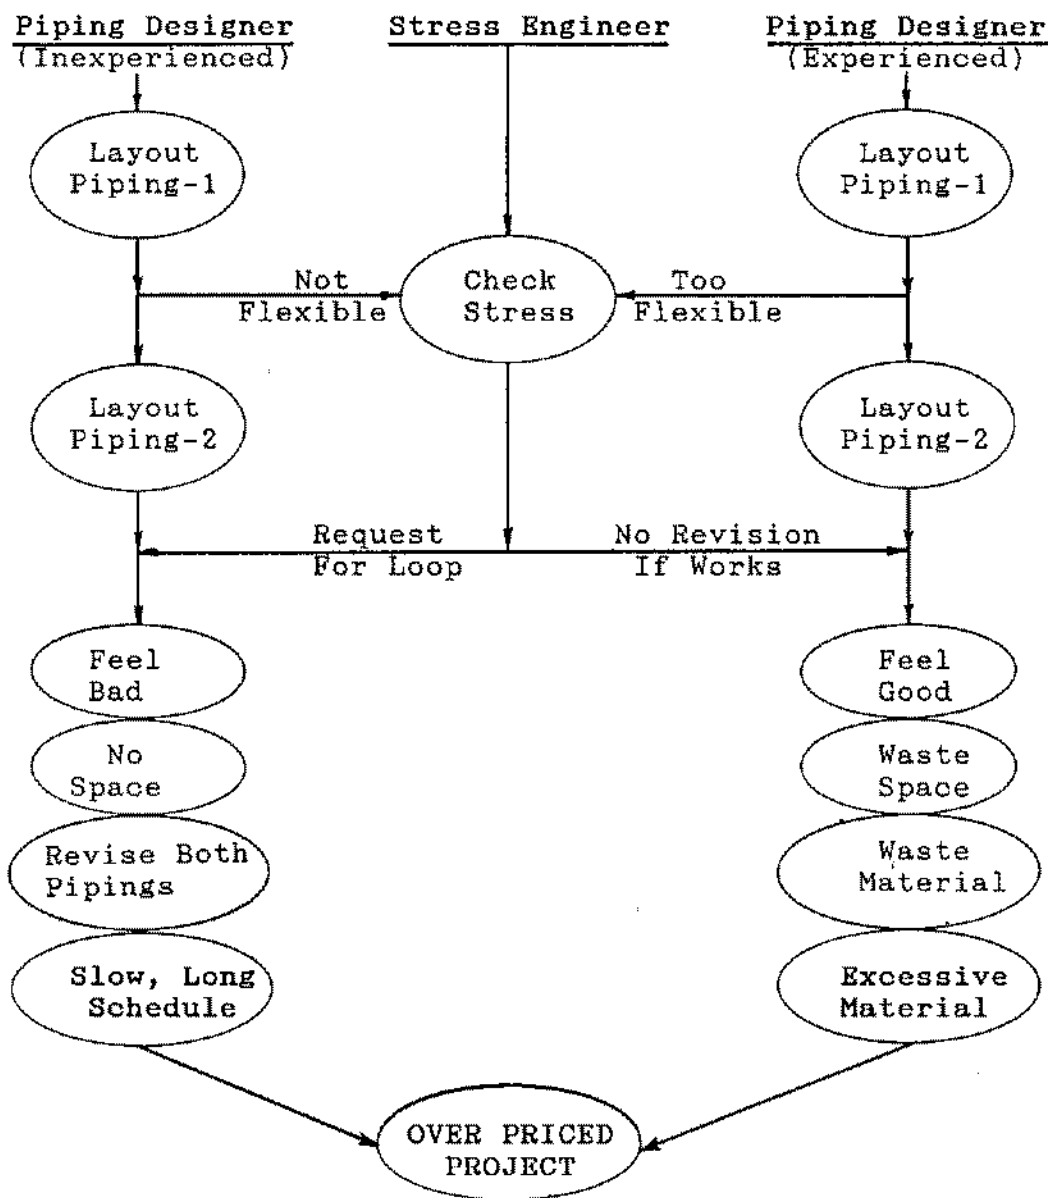 Piping Designer
(Inexperienced)
Stress Engineer
Piping Designer
(Experienced)
Layout
Piping-1
Layout
Piping-1
Not
Flexible
Check
Stress
Too
Flexible
Layout
Piping-2
Layout
Piping-2
Request
For Loop
No Revision
If Works
Feel
Bad
Feel
Good
No
Space
Waste
Space
Revise Both
Pipings
Waste
Material
Slow, Long
Schedule
Excessive
Material
OVER PRICED
PROJECT